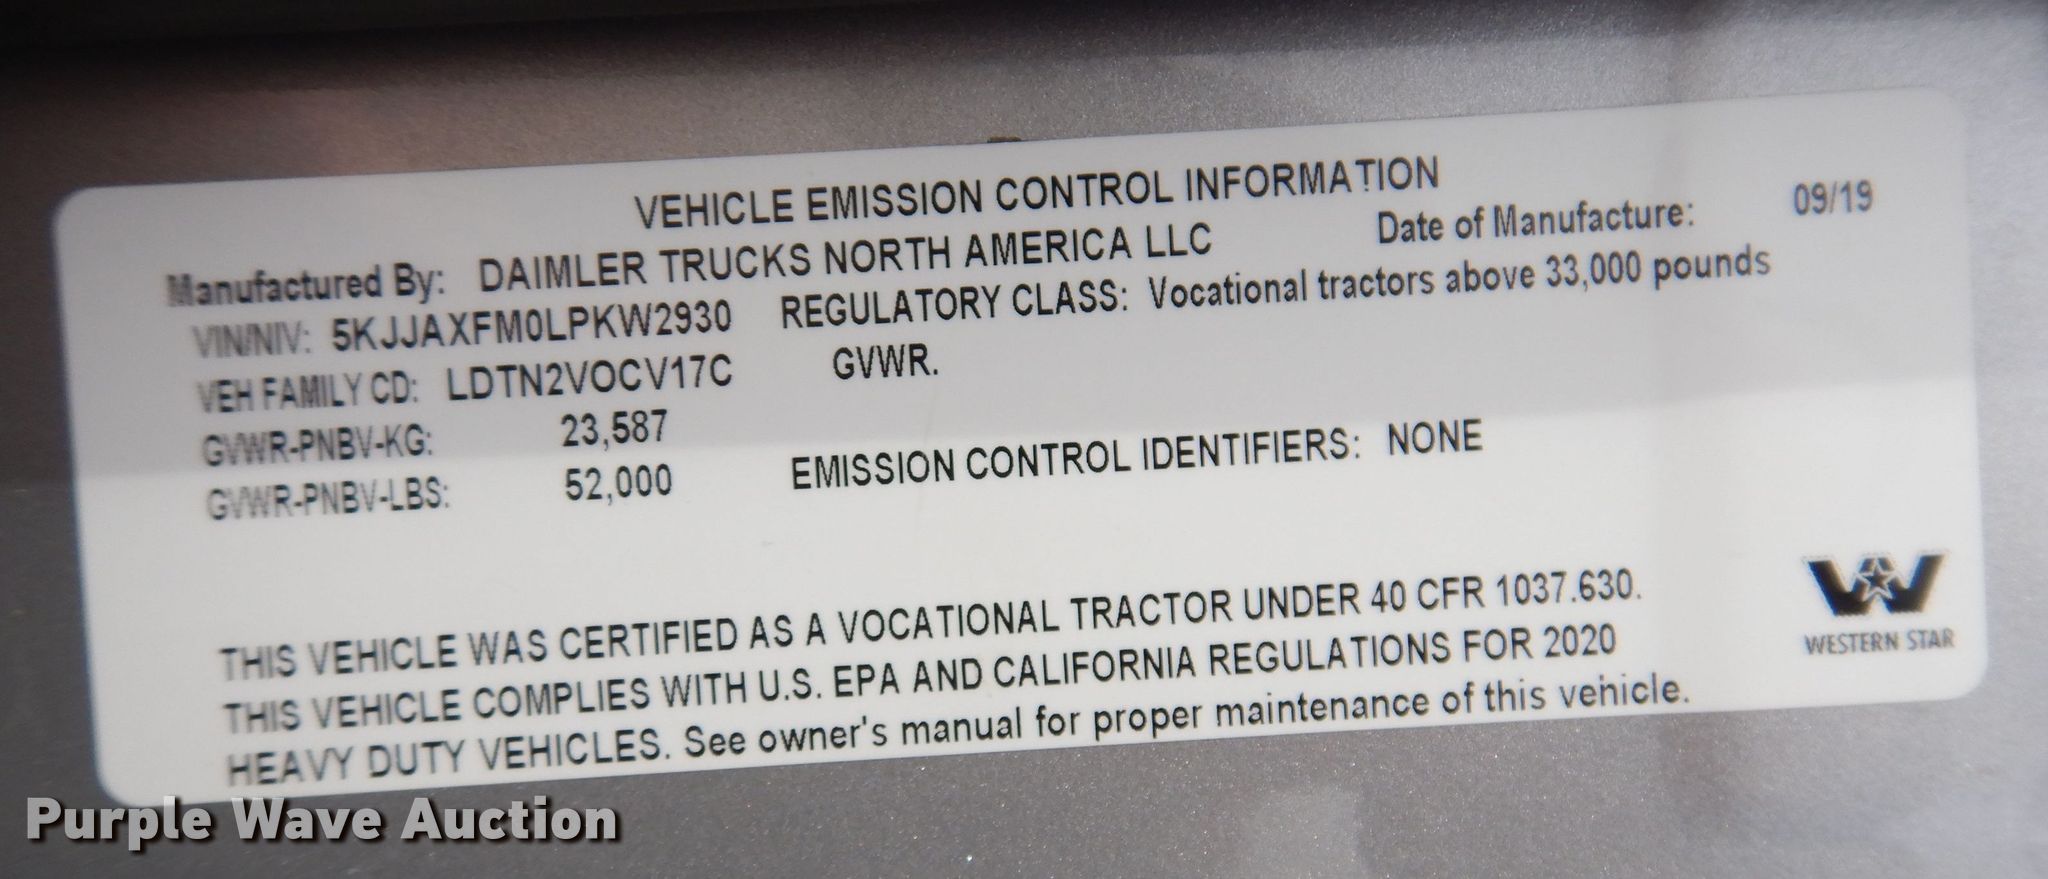 VEHICLE EMISSION CONTROL INFORMATION
Manufactured By: DAIMLER TRUCKS NORTH AMERICA LLC Date of Manufacture: 09/19
VIN/NIV: 5KJJAXFM0LPKW2930 REGULATORY CLASS: Vocational tractors above 33,000 pounds
VEH FAMILY CD: LDTN2VOCV17C GVWR.
GVWR-PNBV-KG: 23,587
GVWR-PNBV-LBS: 52,000 EMISSION CONTROL IDENTIFIERS: NONE
THIS VEHICLE WAS CERTIFIED AS A VOCATIONAL TRACTOR UNDER 40 CFR 1037.630.
THIS VEHICLE COMPLIES WITH U.S. EPA AND CALIFORNIA REGULATIONS FOR 2020
HEAVY DUTY VEHICLES. See owner's manual for proper maintenance of this vehicle.
WESTERN STAR
Purple Wave Auction